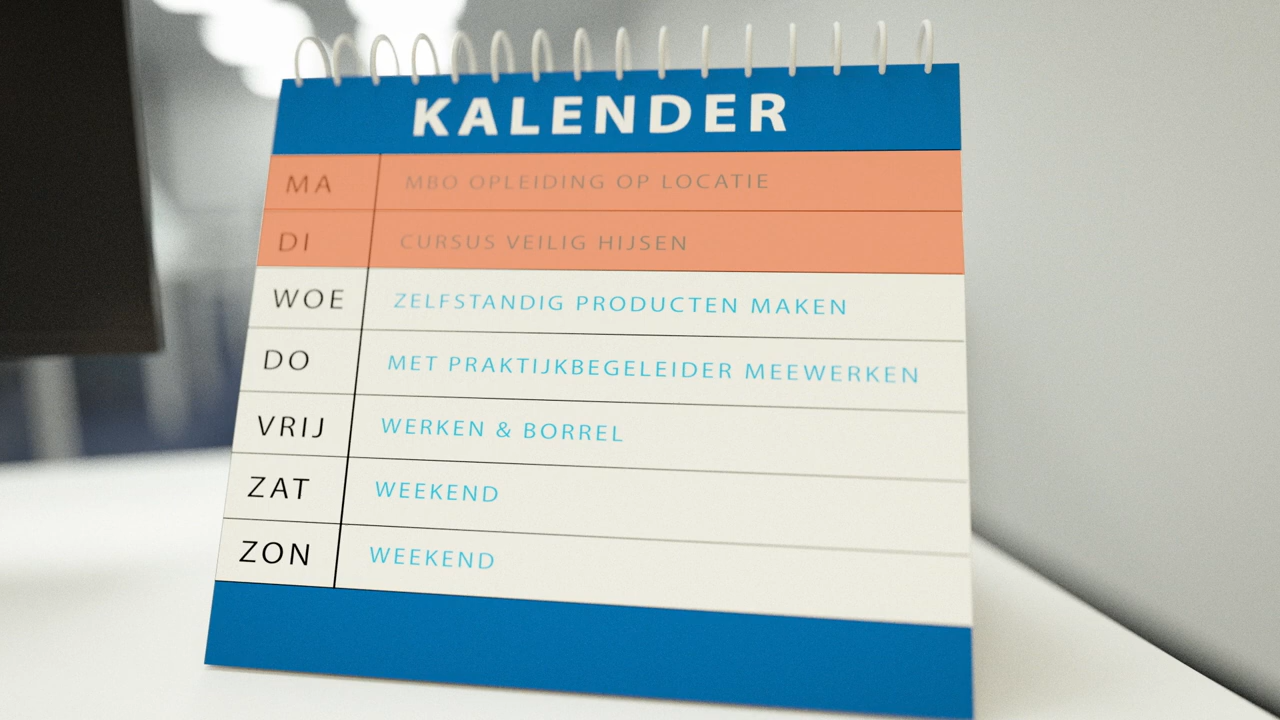 KALENDER
MA MBO OPLEIDING OP LOCATIE
DI CURSUS VEILIG HIJSEN
WOE ZELFSTANDIG PRODUCTEN MAKEN
DO MET PRAKTIJKBEGELEIDER MEEWERKEN
VRIJ WERKEN & BORREL
ZAT WEEKEND
ZON WEEKEND